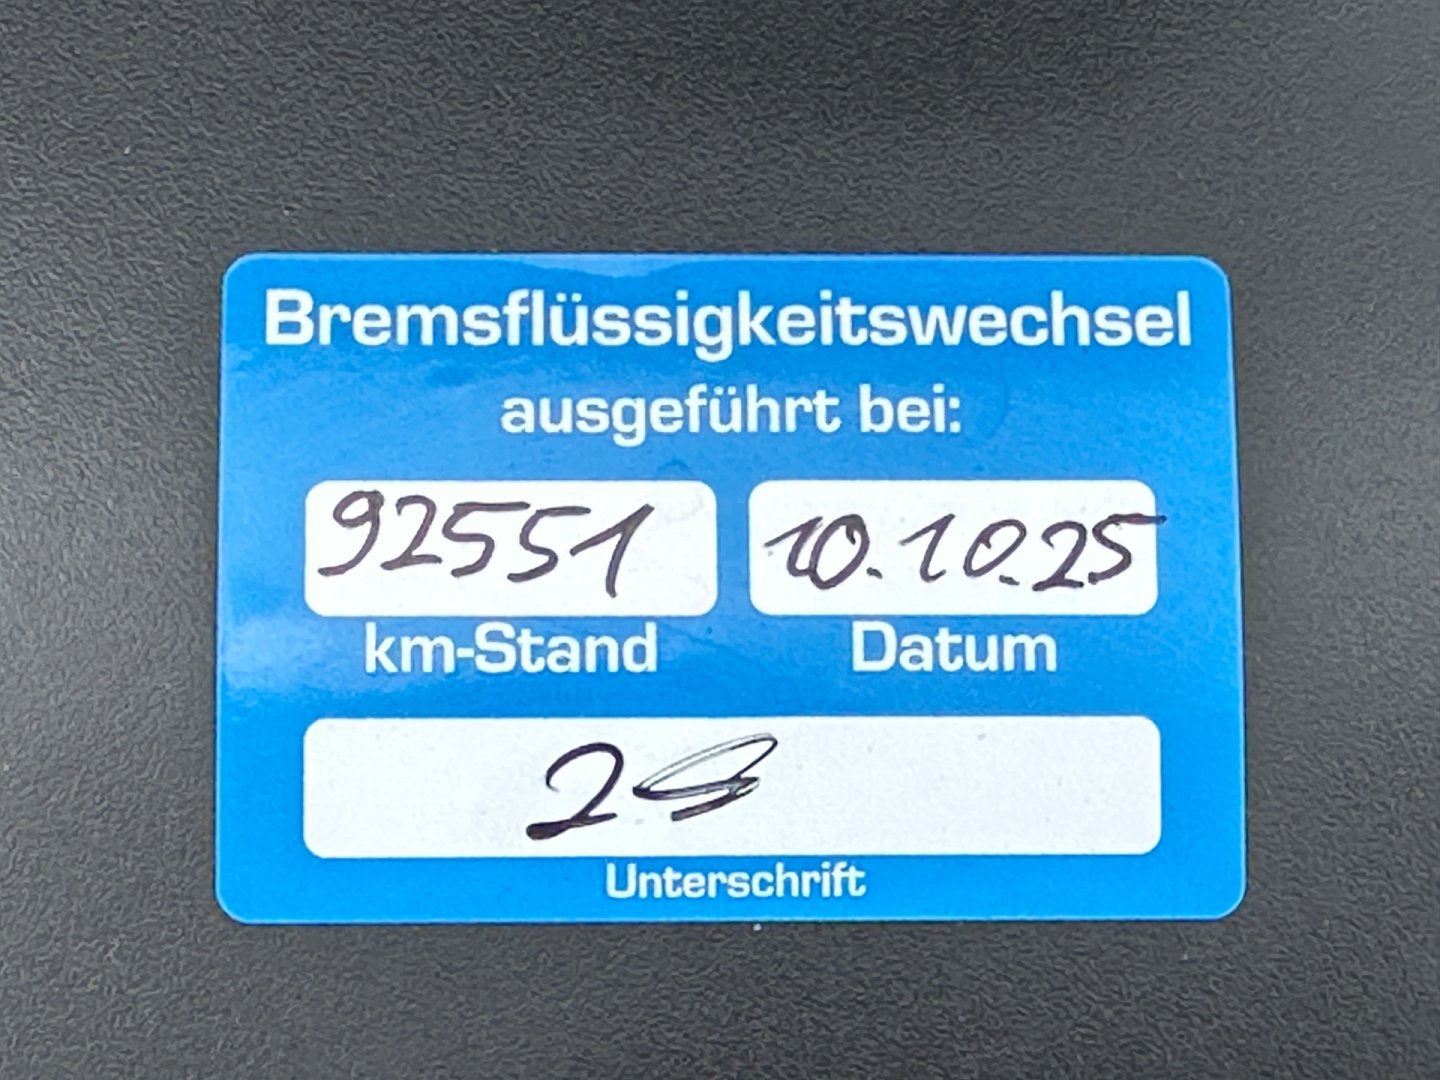 Bremsflüssigkeitswechsel
ausgeführt bei:
92551 10.10.25
km-Stand Datum
Unterschrift